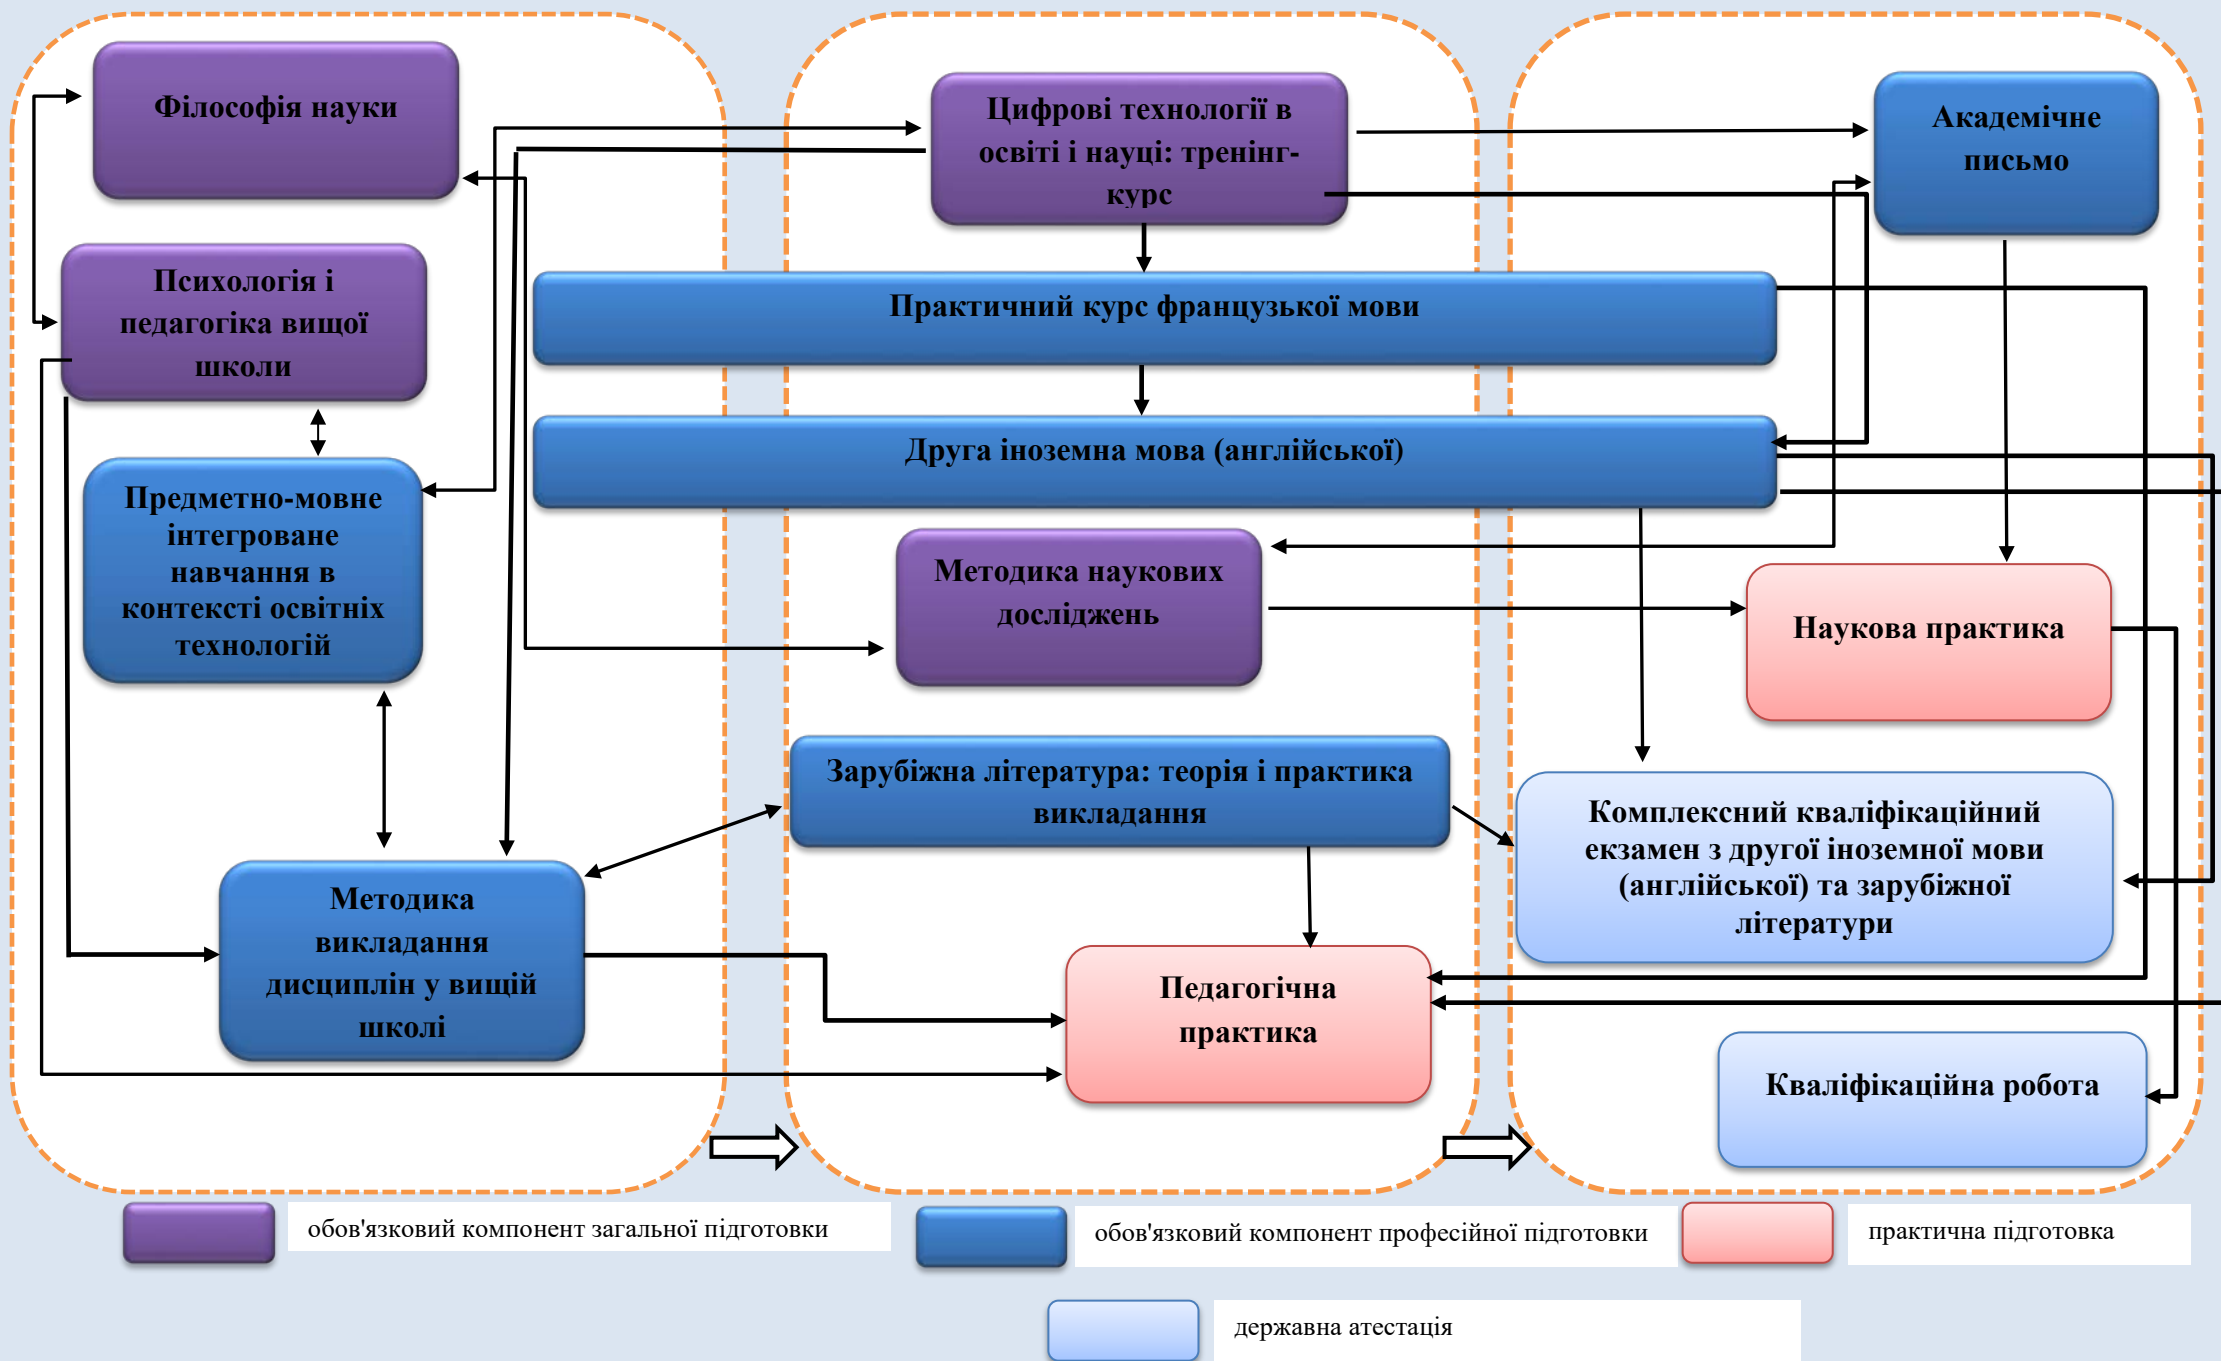 Філософія науки
Психологія і
педагогіка вищої
школи
Предметно-мовне
інтегроване
навчання в
контексті освітніх
технологій
Методика
викладання
дисциплін у вищій
школі
Цифрові технології в
освіті і науці: тренінг-
курс
Практичний курс французької мови
Друга іноземна мова (англійської)
Методика наукових
досліджень
Зарубіжна література: теорія і практика
викладання
Педагогічна
практика
Академічне
письмо
Наукова практика
Комплексний кваліфікаційний
екзамен з другої іноземної мови
(англійської) та зарубіжної
літератури
Кваліфікаційна робота
обов'язковий компонент загальної підготовки
обов'язковий компонент професійної підготовки
практична підготовка
державна атестація